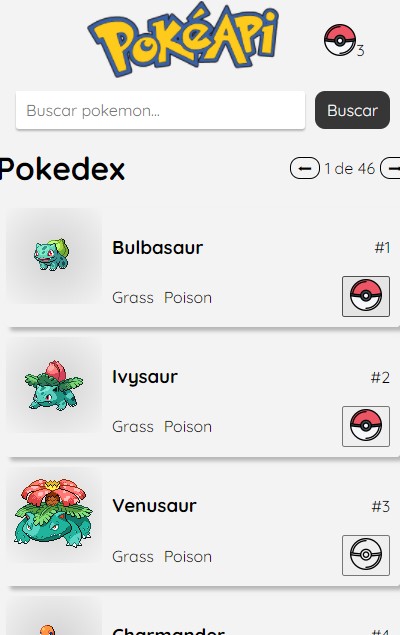 PokéApi
3
Buscar pokemon...
Buscar
Pokedex
1 de 46
Bulbasaur
#1
Grass Poison
Ivysaur
#2
Grass Poison
Venusaur
#3
Grass Poison
Charmander
#4